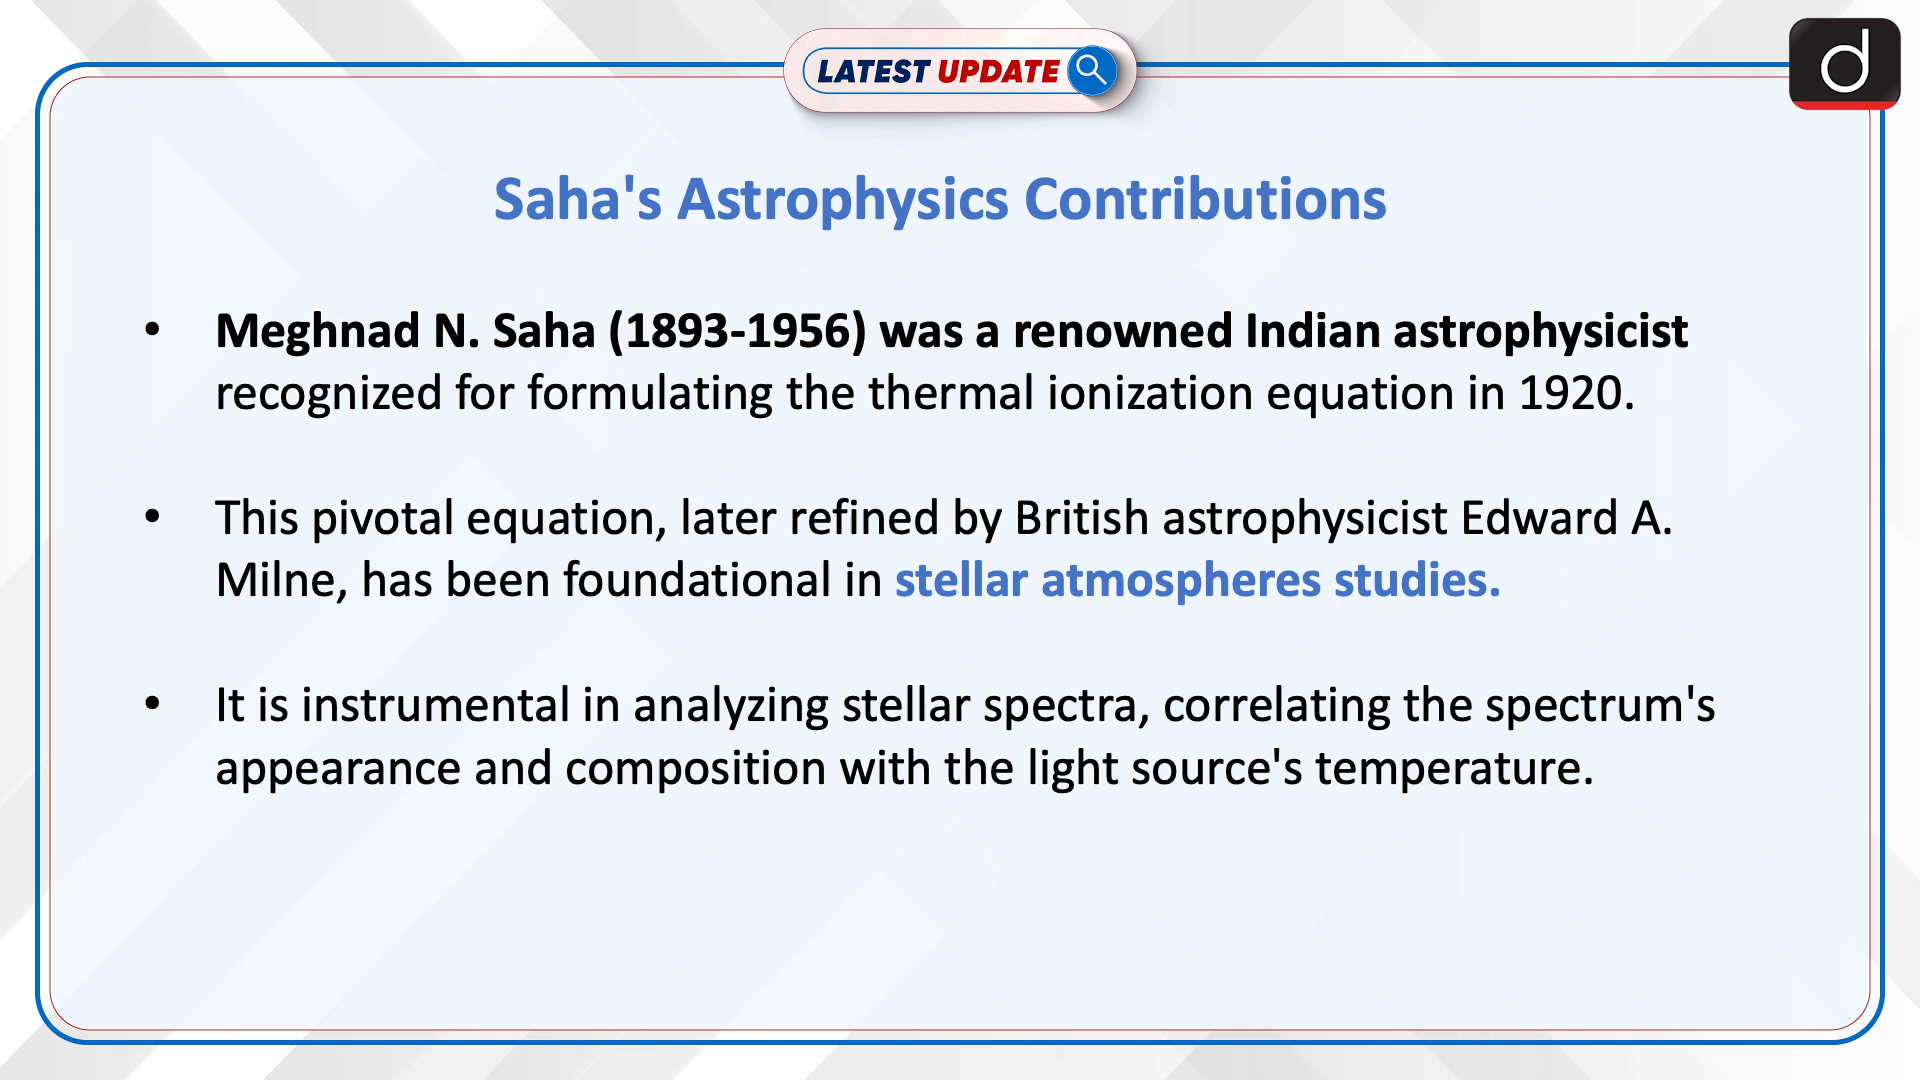 LATEST UPDATE
d
Saha's Astrophysics Contributions
• Meghnad N. Saha (1893-1956) was a renowned Indian astrophysicist
recognized for formulating the thermal ionization equation in 1920.
• This pivotal equation, later refined by British astrophysicist Edward A.
Milne, has been foundational in stellar atmospheres studies.
• It is instrumental in analyzing stellar spectra, correlating the spectrum's
appearance and composition with the light source's temperature.